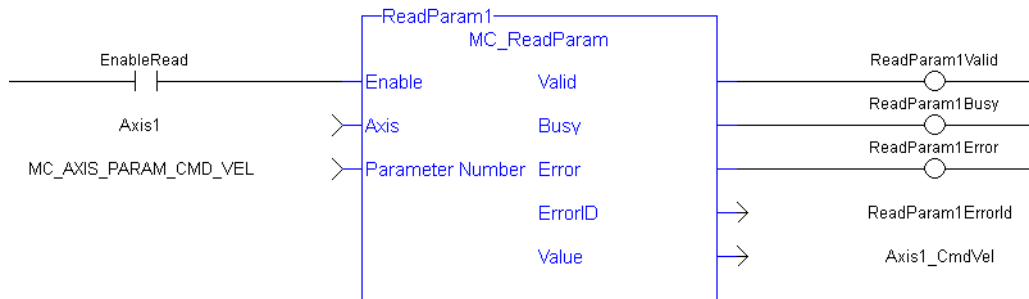 ReadParam1
MC_ReadParam
EnableRead
ReadParam1Valid
Enable Valid
ReadParam1Busy
Axis1 Axis Busy
ReadParam1Error
MC_AXIS_PARAM_CMD_VEL Parameter Number Error
ErrorID ReadParam1ErrorId
Value Axis1_CmdVel